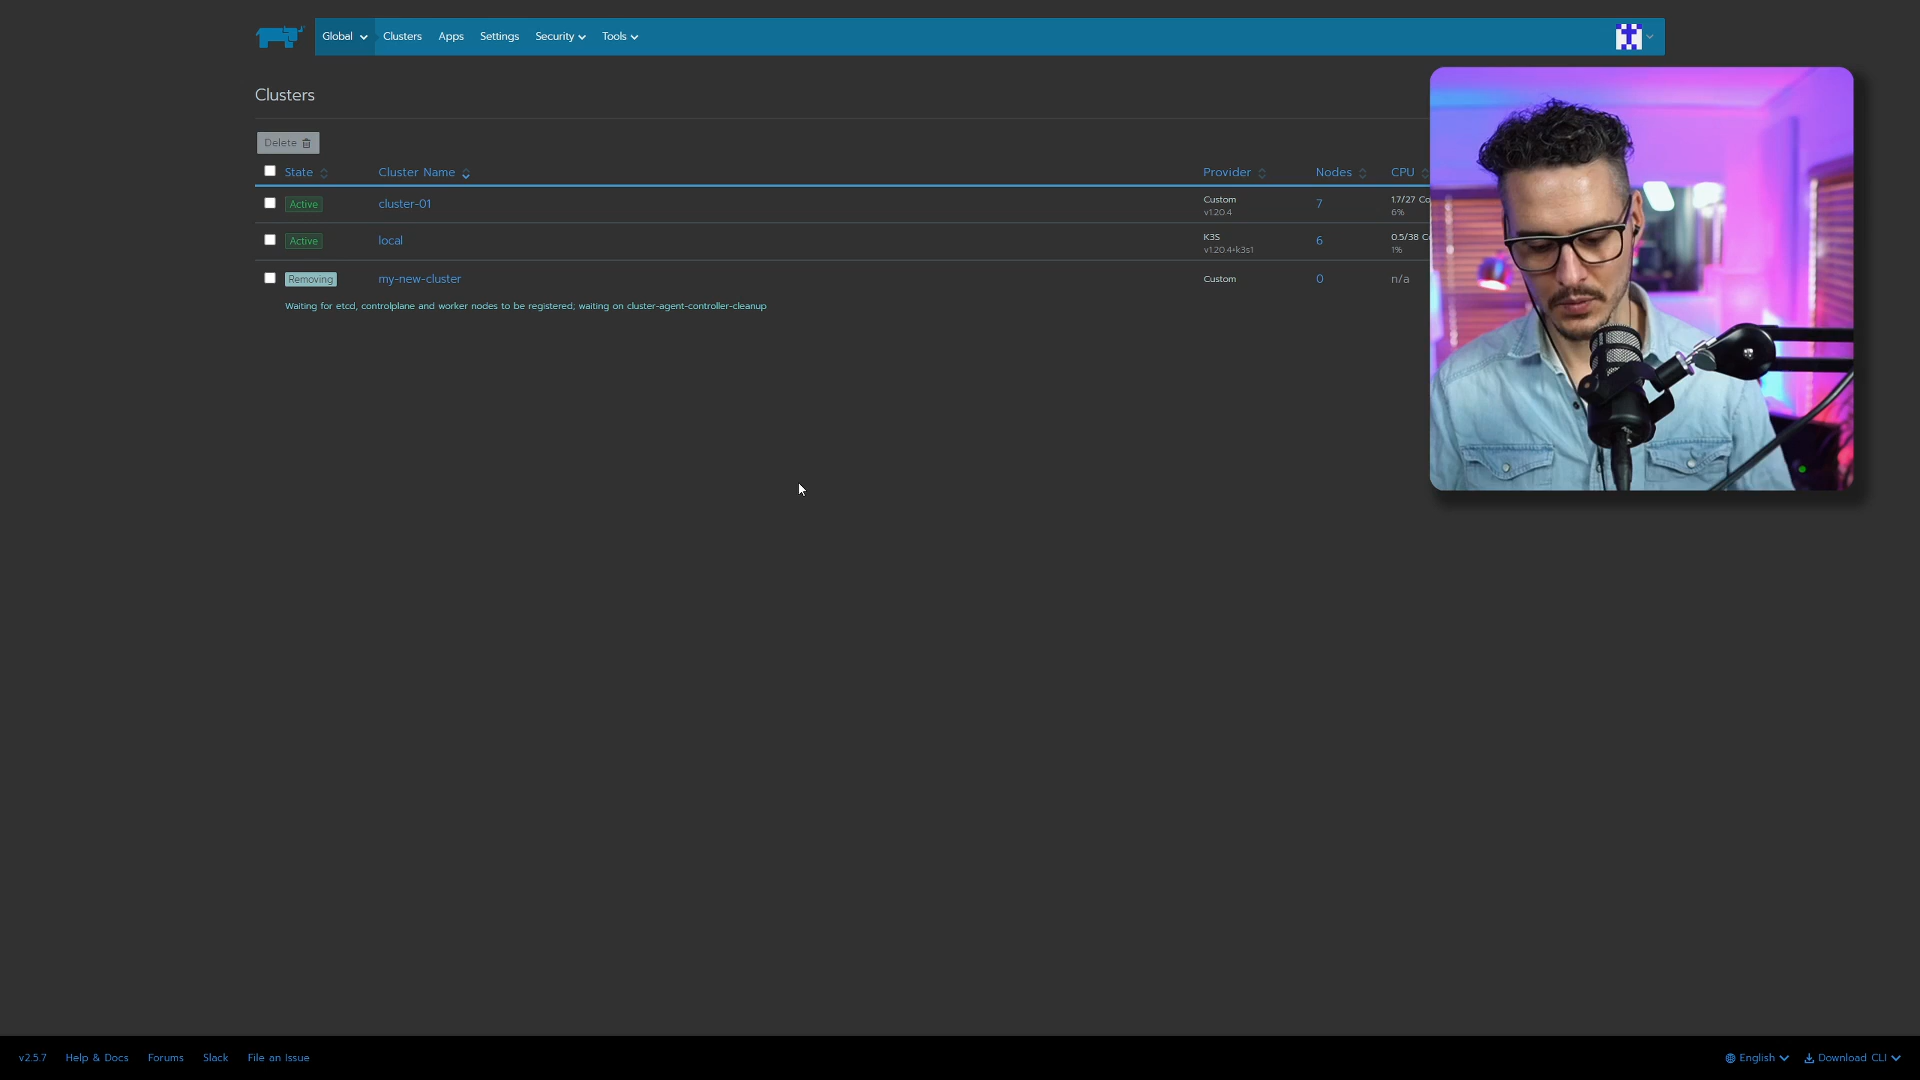 Global Clusters Apps Settings Security Tools
Clusters
Delete
State Cluster Name Provider Nodes CPU
Active cluster-01 Custom 7 1.7/27 Co
v1.20.4 6%
Active local K3S 6 0.5/38 C
v1.20.4+k3s1 1%
Removing my-new-cluster Custom 0 n/a
Waiting for etcd, controlplane and worker nodes to be registered; waiting on cluster-agent-controller-cleanup
v2.5.7 Help & Docs Forums Slack File an Issue English Download CLI